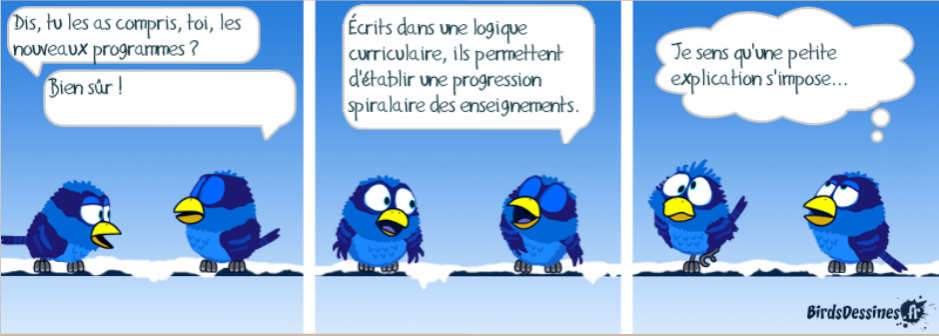 Dis, tu les as compris, toi, les
nouveaux programmes ?
Bien sûr !
Écrits dans une logique
curriculaire, ils permettent
d'établir une progression
spiralaire des enseignements.
Je sens qu'une petite
explication s'impose...
BirdsDessines.fr